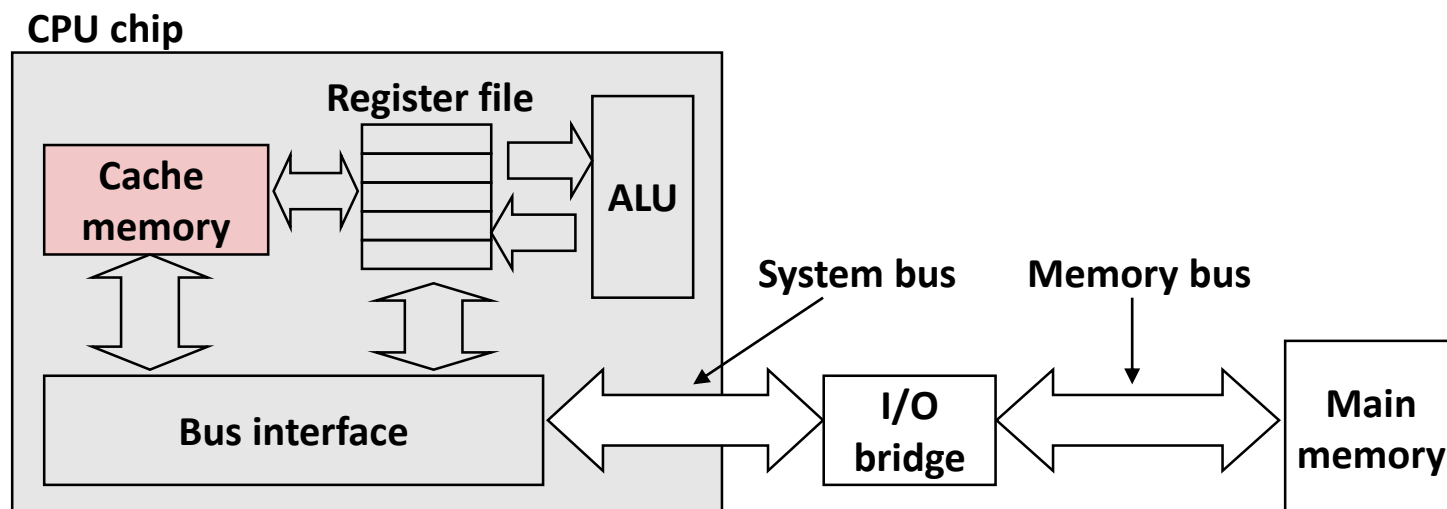 CPU chip
Register file
Cache
memory
ALU
System bus
Memory bus
Bus interface
I/O
bridge
Main
memory